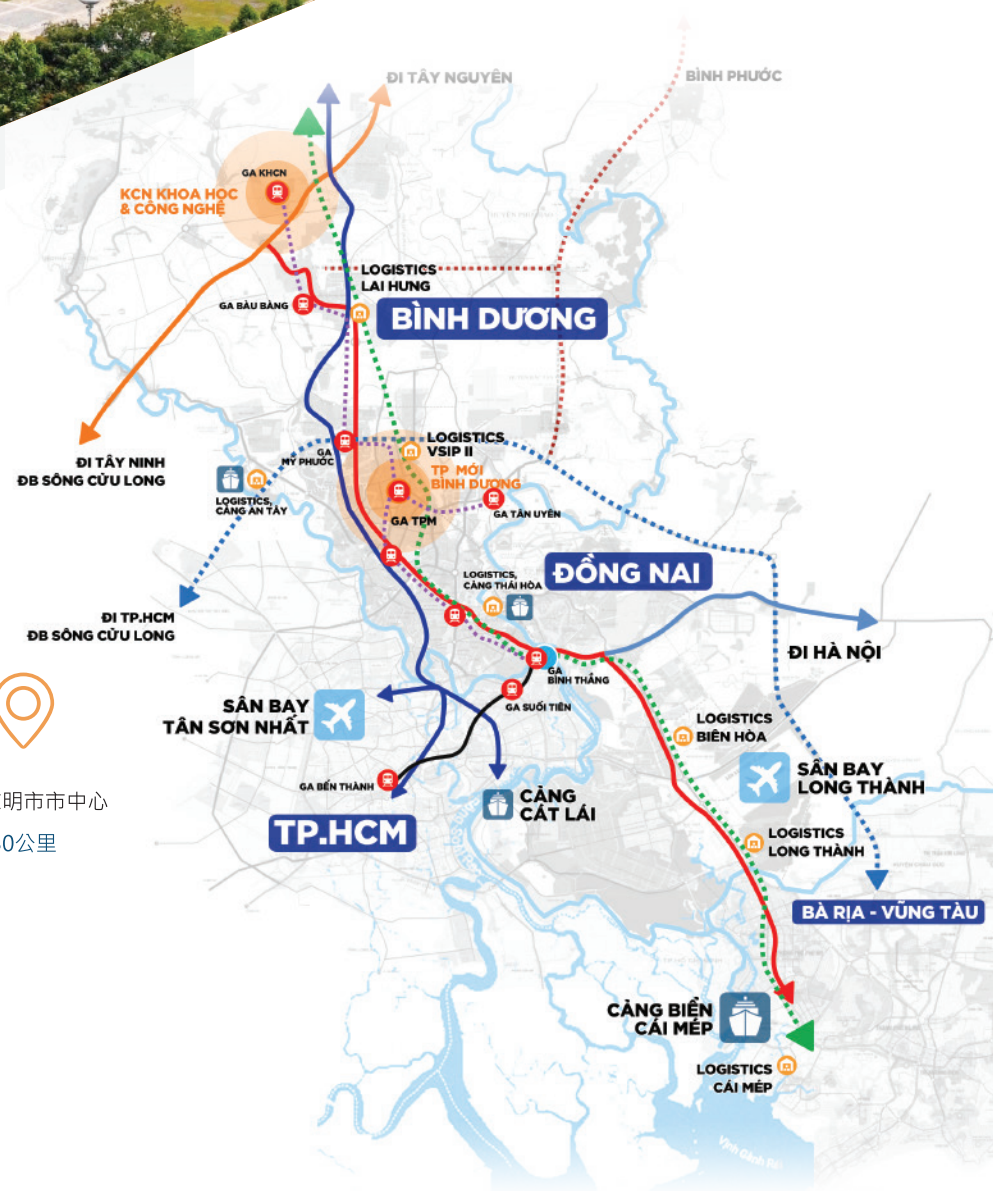 ĐI TÂY NGUYÊN
BÌNH PHƯỚC
GA KHCN
KCN KHOA HỌC
& CÔNG NGHỆ
LOGISTICS
LAI HƯNG
GA BÀU BÀNG
BÌNH DƯƠNG
LOGISTICS
VSIP II
GA
MỸ PHƯỚC
TP MỚI
BÌNH DƯƠNG
ĐI TÂY NINH
ĐB SÔNG CỬU LONG
LOGISTICS,
CẢNG AN TÂY
GA TPM
GA TÂN UYÊN
LOGISTICS,
CẢNG THÁI HÒA
ĐỒNG NAI
ĐI TP.HCM
ĐB SÔNG CỬU LONG
ĐI HÀ NỘI
GA
BÌNH THẮNG
SÂN BAY
TÂN SƠN NHẤT
GA SUỐI TIÊN
LOGISTICS
BIÊN HÒA
SÂN BAY
LONG THÀNH
GA BẾN THÀNH
明市市中心
0公里
CẢNG
CÁT LÁI
TP.HCM
LOGISTICS
LONG THÀNH
BÀ RỊA - VŨNG TÀU
CẢNG BIỂN
CÁI MÉP
LOGISTICS
CÁI MÉP